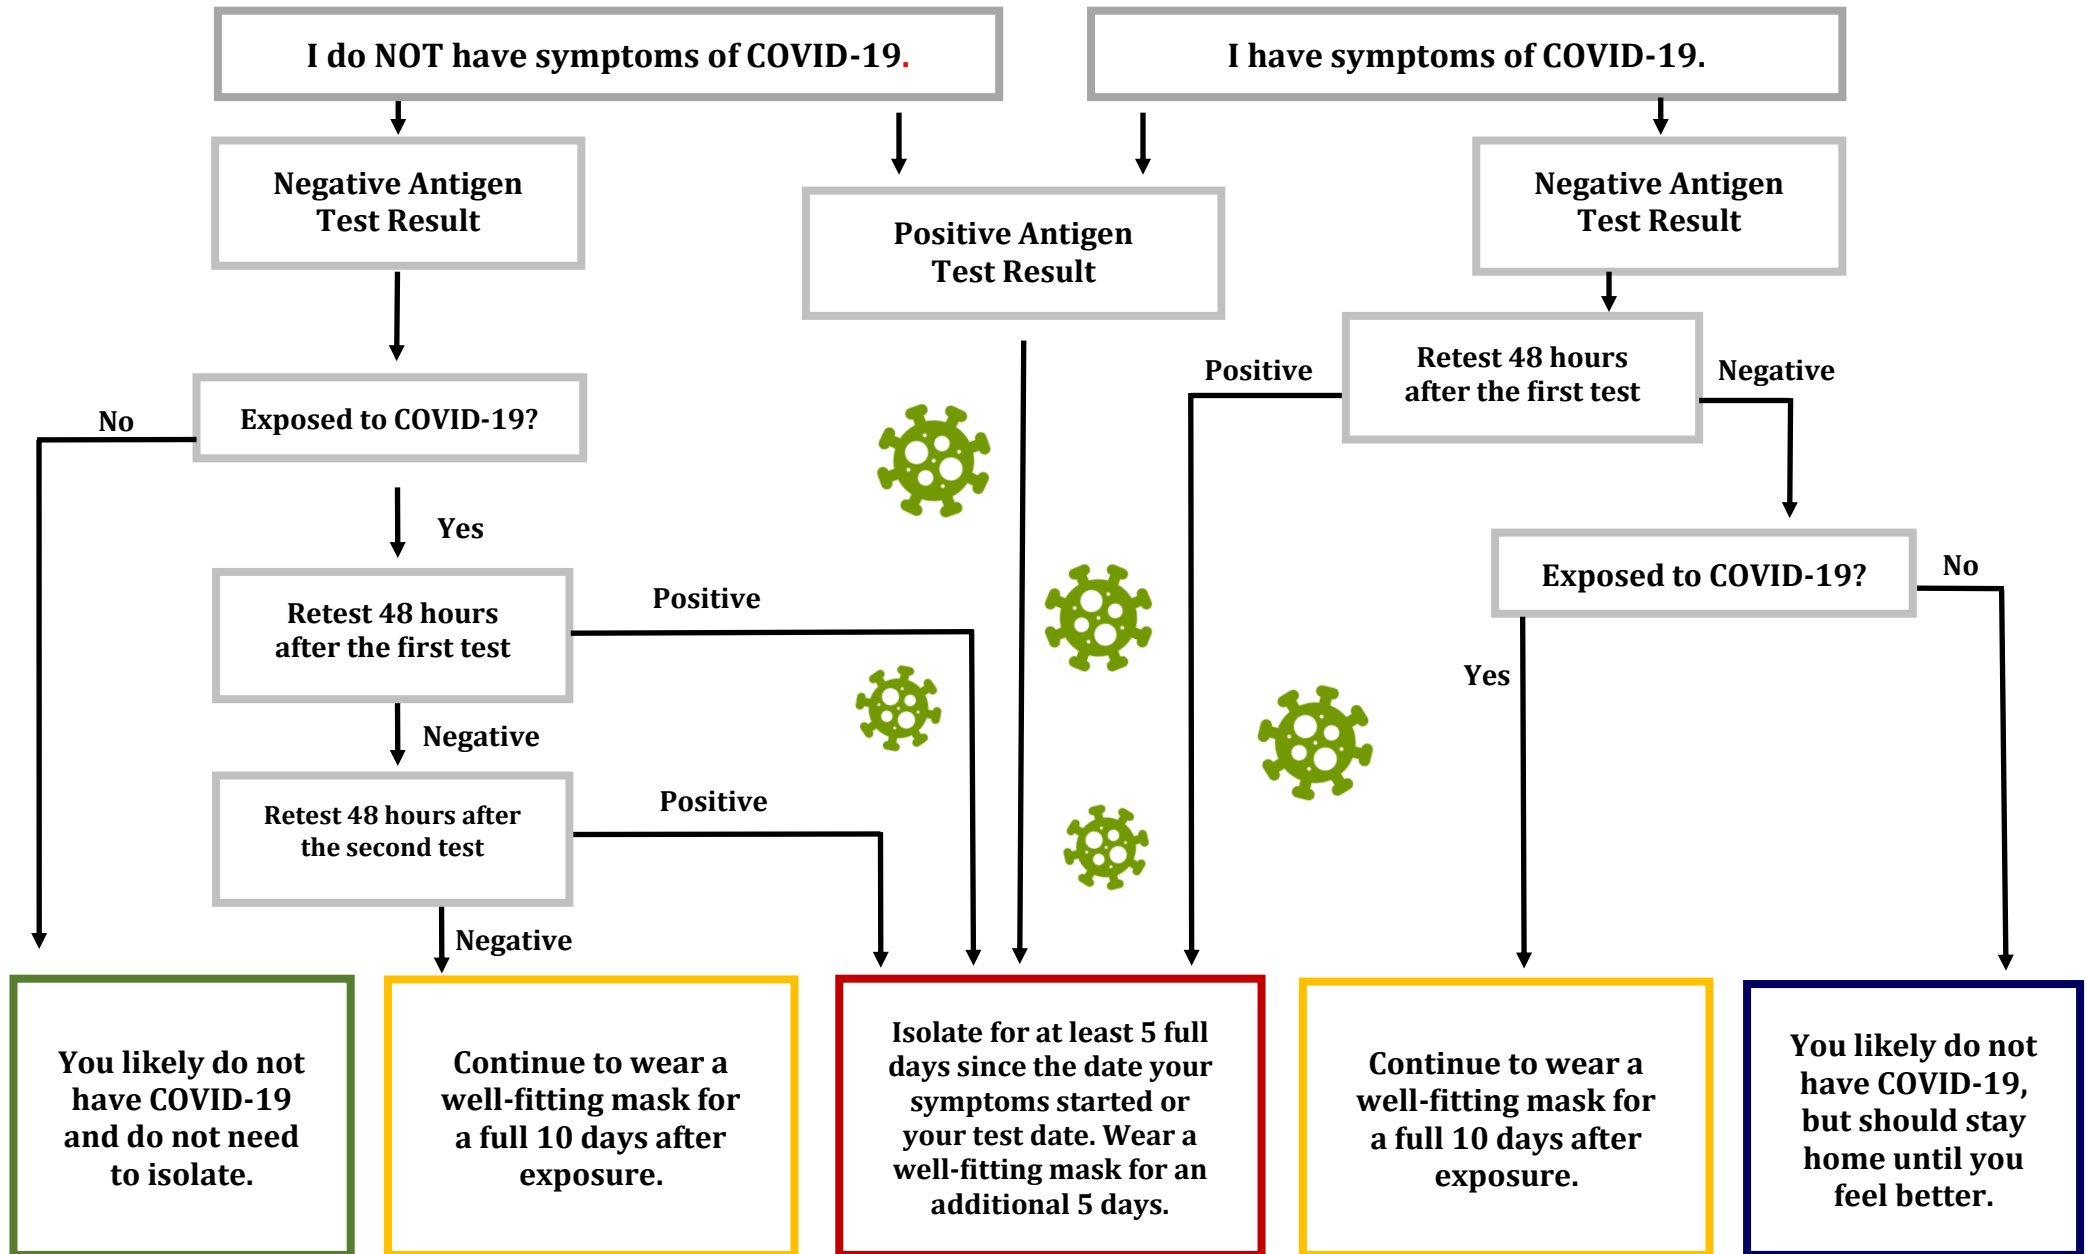 I do NOT have symptoms of COVID-19.
I have symptoms of COVID-19.
Negative Antigen
Test Result
Positive Antigen
Test Result
Negative Antigen
Test Result
Exposed to COVID-19?
No
Yes
Retest 48 hours
after the first test
Positive
Negative
Retest 48 hours after
the second test
Positive
Negative
Retest 48 hours
after the first test
Positive
Negative
Exposed to COVID-19?
No
Yes
You likely do not
have COVID-19
and do not need
to isolate.
Continue to wear a
well-fitting mask for
a full 10 days after
exposure.
Isolate for at least 5 full
days since the date your
symptoms started or
your test date. Wear a
well-fitting mask for an
additional 5 days.
Continue to wear a
well-fitting mask for
a full 10 days after
exposure.
You likely do not
have COVID-19,
but should stay
home until you
feel better.